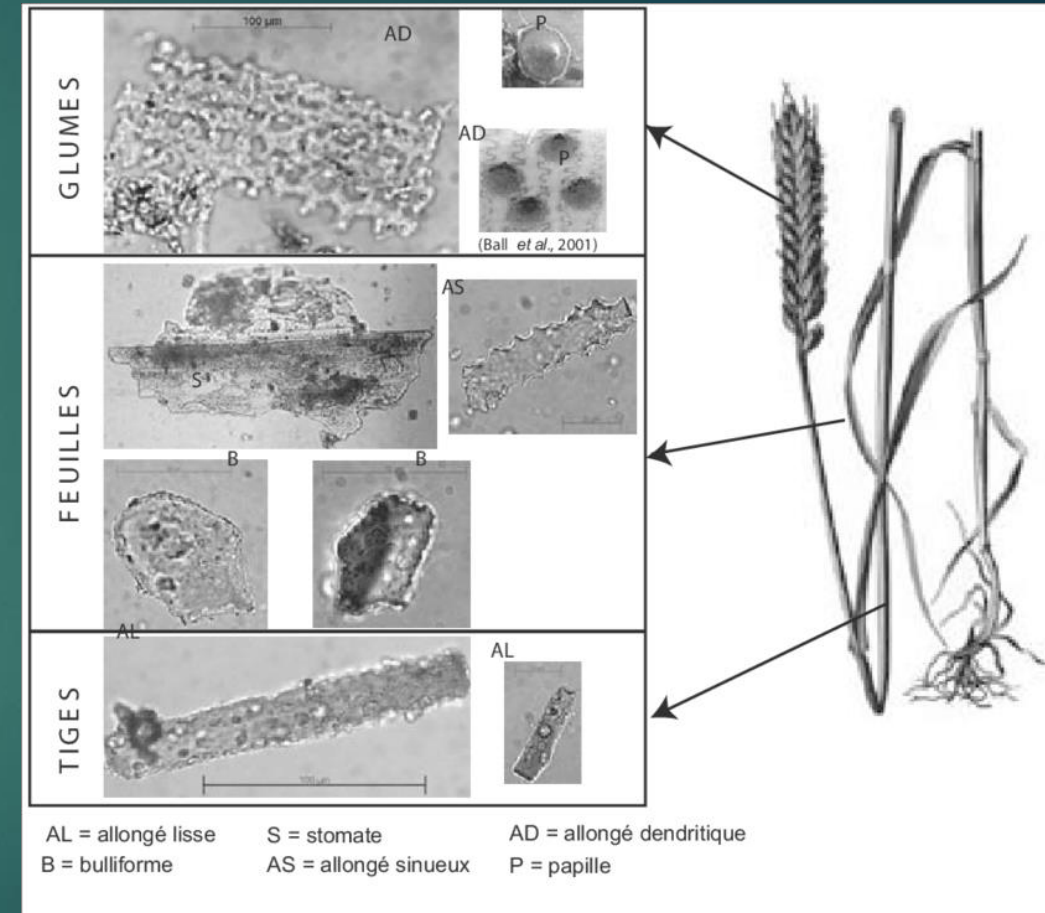 GLUMES
100 µm
AD
P
AD
P
(Ball et al., 2001)
FEUILLES
S
AS
B
B
TIGES
AL
AL
100 µm
AL = allongé lisse
S = stomate
AD = allongé dendritique
B = bulliforme
AS = allongé sinueux
P = papille